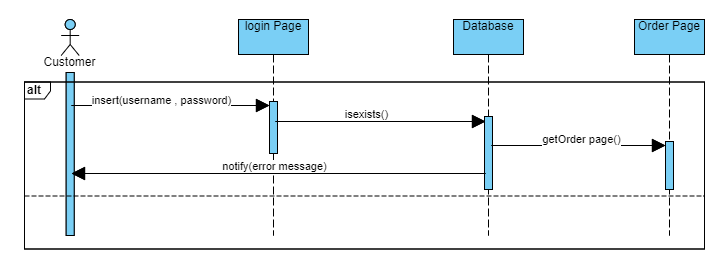 login Page
Database
Order Page
Customer
alt
insert(username , password)
isexists()
getOrder page()
notify(error message)